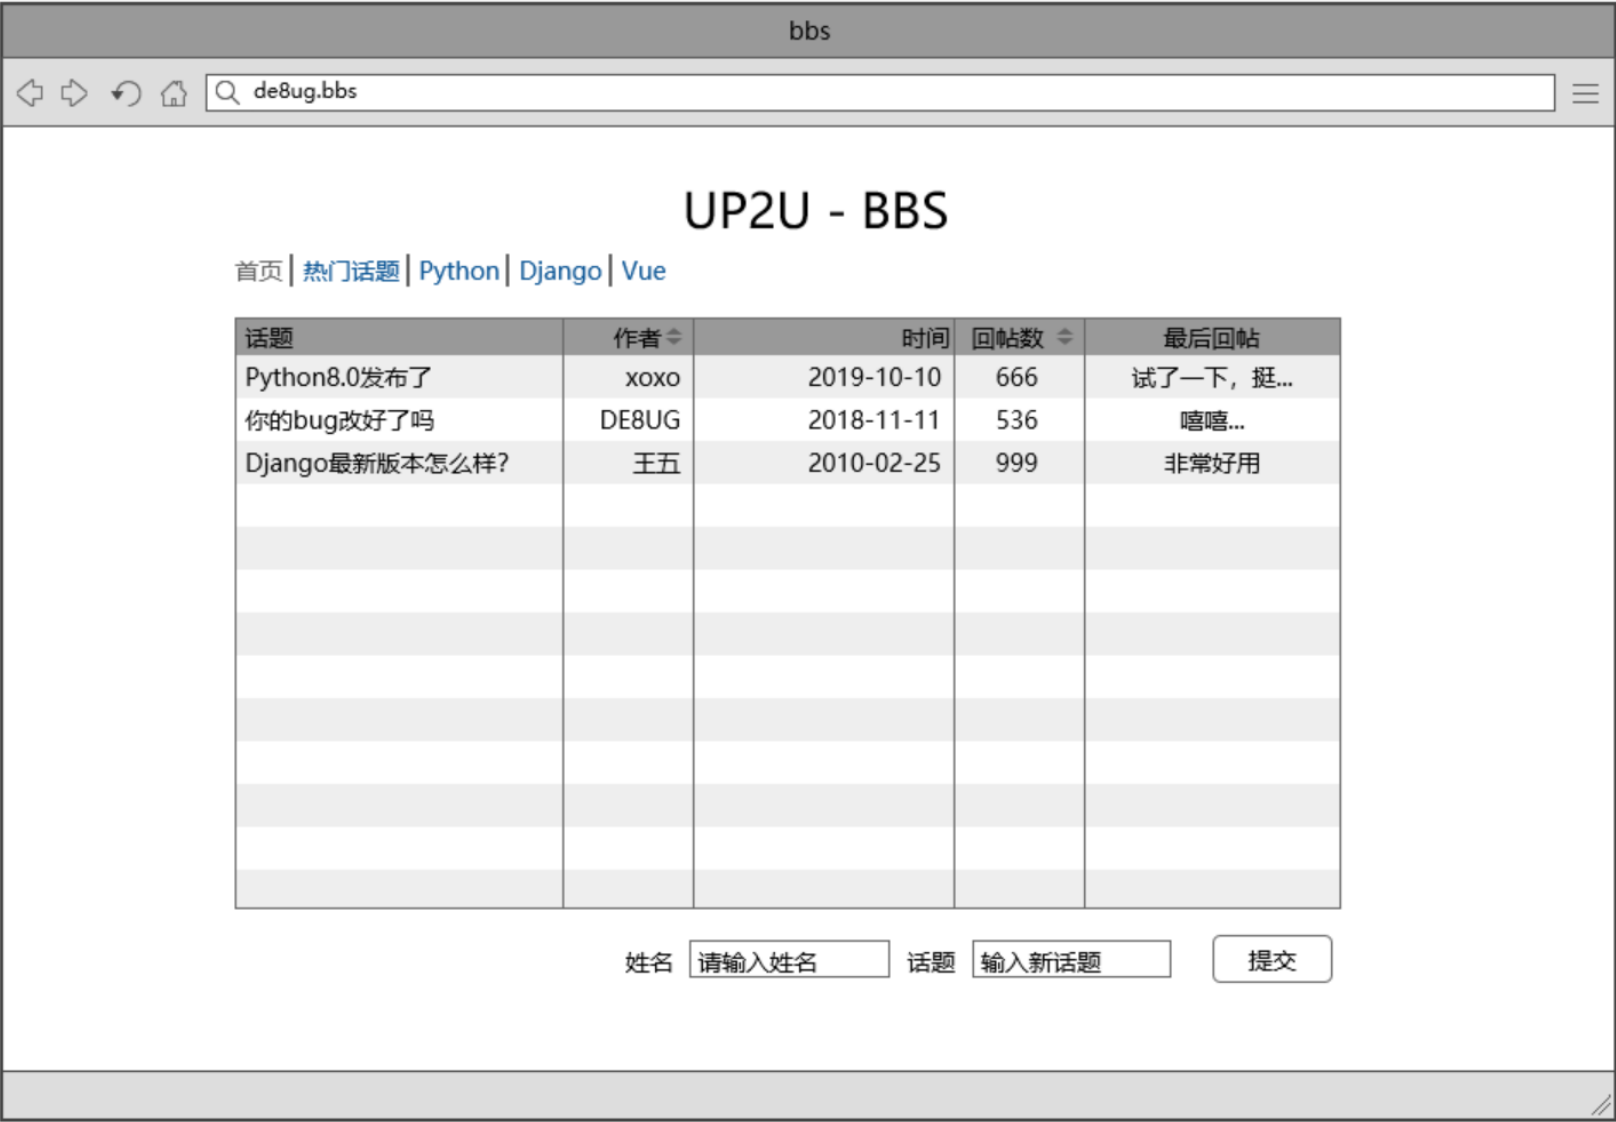 bbs
de8ug.bbs
UP2U - BBS
首页 热门话题 Python Django Vue
话题 作者 时间 回帖数 最后回帖
Python8.0发布了 xoxo 2019-10-10 666 试了一下，挺...
你的bug改好了吗 DE8UG 2018-11-11 536 嘻嘻...
Django最新版本怎么样？ 王五 2010-02-25 999 非常好用
姓名 请输入姓名 话题 输入新话题 提交